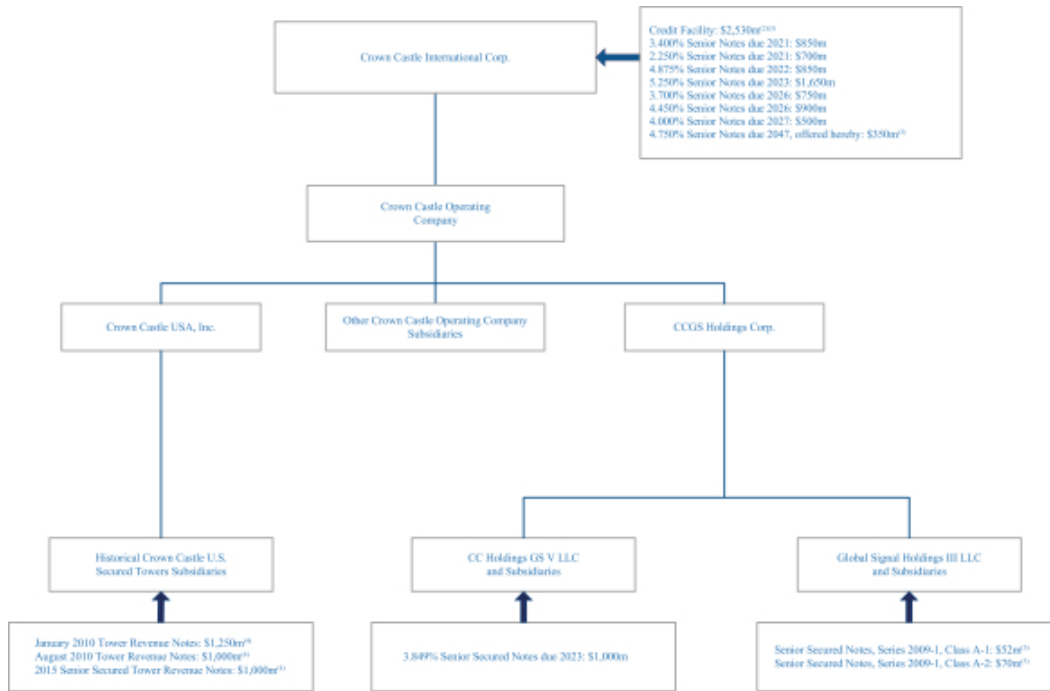 Crown Castle International Corp.
Credit Facility: $2,530m
3.400% Senior Notes due 2021: $850m
2.250% Senior Notes due 2021: $700m
4.875% Senior Notes due 2022: $850m
5.250% Senior Notes due 2023: $1,650m
3.700% Senior Notes due 2026: $750m
4.450% Senior Notes due 2026: $900m
4.000% Senior Notes due 2027: $500m
4.750% Senior Notes due 2047, offered hereby: $350m
Crown Castle Operating
Company
Crown Castle USA, Inc.
Other Crown Castle Operating Company
Subsidiaries
CCGS Holdings Corp.
Historical Crown Castle U.S.
Secured Towers Subsidiaries
CC Holdings GS V LLC
and Subsidiaries
Global Signal Holdings III LLC
and Subsidiaries
January 2010 Tower Revenue Notes: $1,250m
August 2010 Tower Revenue Notes: $1,000m
2015 Senior Secured Tower Revenue Notes: $1,000m
3.849% Senior Secured Notes due 2023: $1,000m
Senior Secured Notes, Series 2009-1, Class A-1: $52m
Senior Secured Notes, Series 2009-1, Class A-2: $70m